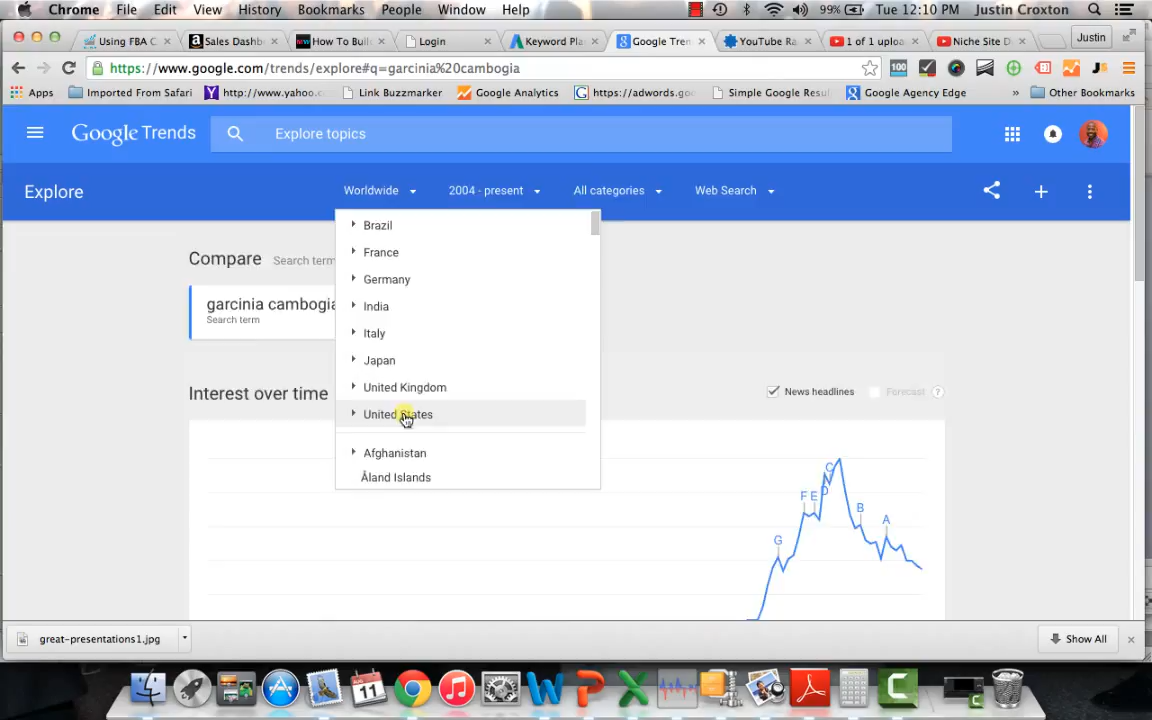 Chrome File Edit View History Bookmarks People Window Help 99% Tue 12:10 PM Justin Croxton
Using FBA C Sales Dashb How To Buil Login Keyword Pla Google Tren YouTube Ra 1 of 1 uploa Niche Site D Justin
https://www.google.com/trends/explore#q=garcinia%20cambogia 100
Apps Imported From Safari http://www.yahoo.c Link Buzzmarker Google Analytics https://adwords.go Simple Google Resul Google Agency Edge » Other Bookmarks
Google Trends Explore topics
Explore Worldwide 2004 - present All categories Web Search
Brazil
France
Germany
India
Italy
Japan
United Kingdom
United States
Afghanistan
Åland Islands
Compare Search term
garcinia cambogia
Search term
Interest over time News headlines Forecast ?
C
D
F E
B
A
G
great-presentations1.jpg Show All
AUG
11